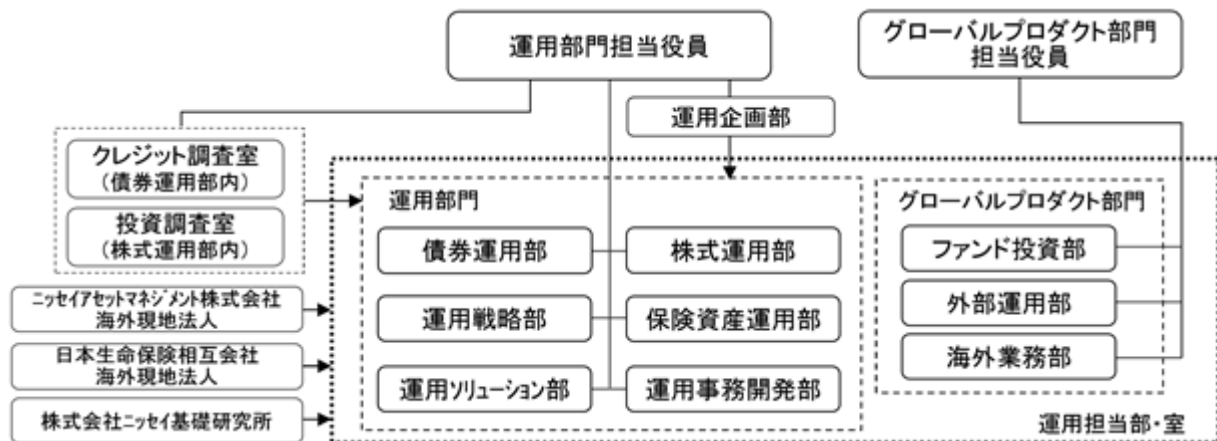 運用部門担当役員
グローバルプロダクト部門
担当役員
運用企画部
クレジット調査室
(債券運用部内)
投資調査室
(株式運用部内)
ニッセイアセットマネジメント株式会社
海外現地法人
日本生命保険相互会社
海外現地法人
株式会社ニッセイ基礎研究所
運用部門
債券運用部
株式運用部
運用戦略部
保険資産運用部
運用ソリューション部
運用事務開発部
グローバルプロダクト部門
ファンド投資部
外部運用部
海外業務部
運用担当部・室